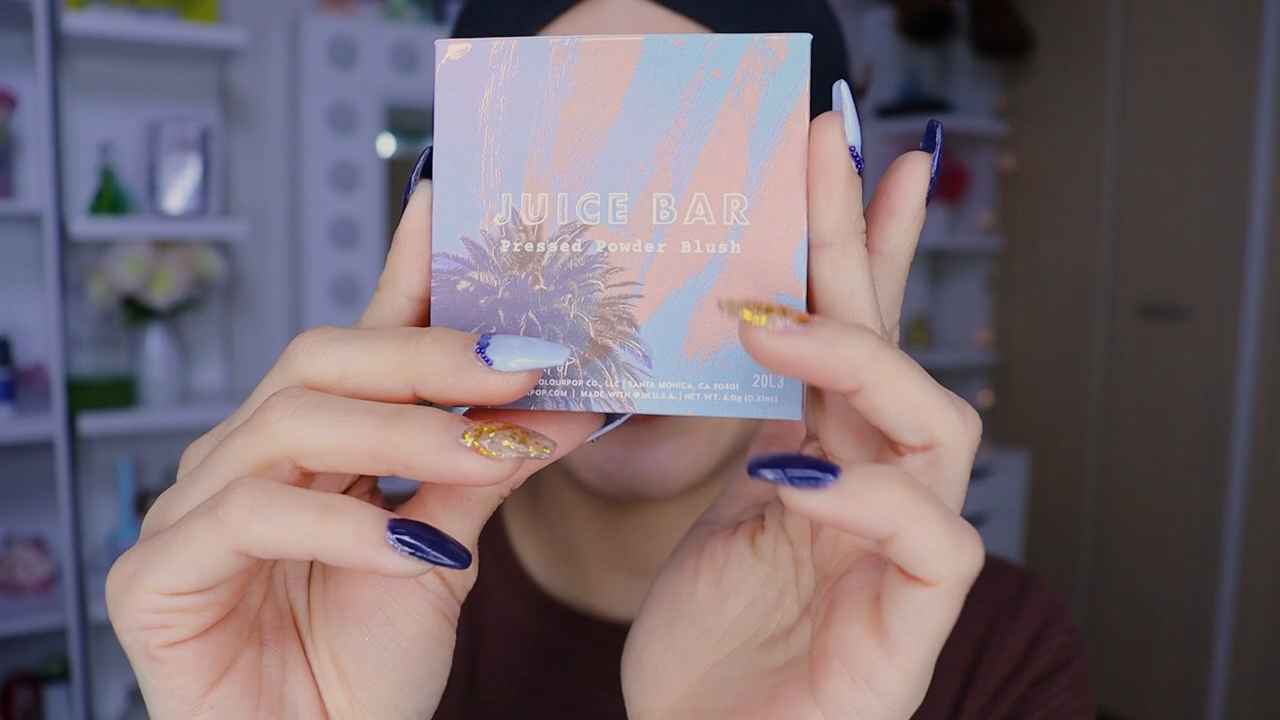 JUICE BAR
Pressed Powder Blush
OLOURPOP CO., LLC | SANTA MONICA, CA 90401
POP.COM | MADE WITH IN U.S.A. | NET WT. 6.0g (0.21oz)
20L3